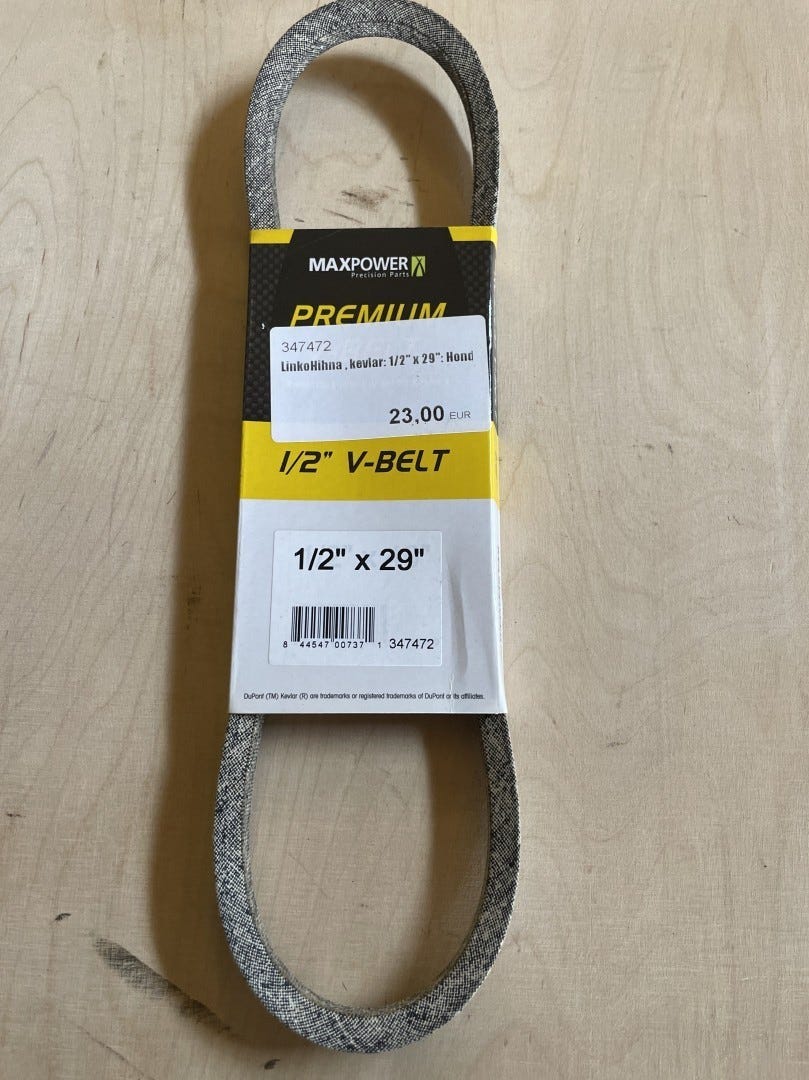 MAXPOWER
Precision Parts
PREMIUM
347472
LinkoHihna , kevlar: 1/2" x 29": Hond
23,00 EUR
1/2" V-BELT
1/2" x 29"
8 44547 00737 1 347472
DuPont (TM) Kevlar (R) are trademarks or registered trademarks of DuPont or its affiliates.